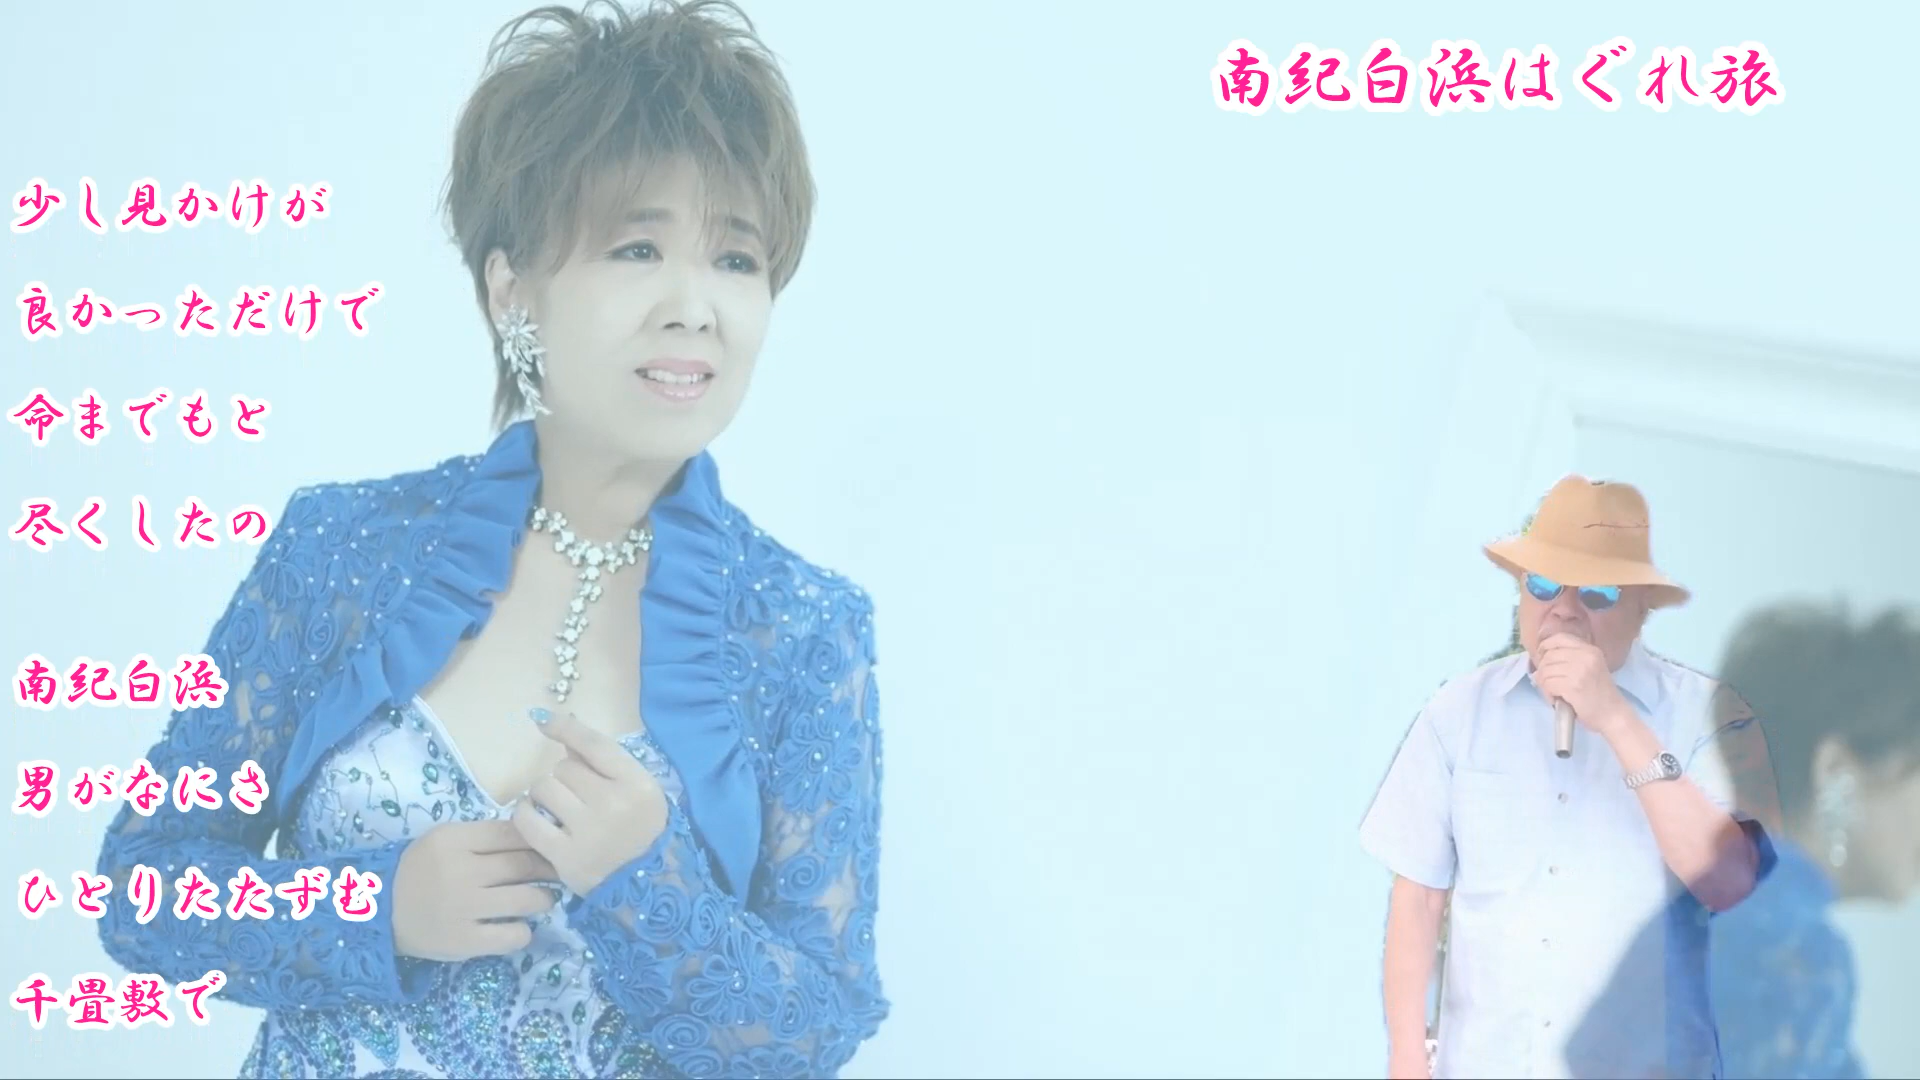 南紀白浜はぐれ旅
少し見かけが
良かっただけで
命までもと
尽くしたの
南紀白浜
男がなにさ
ひとりたたずむ
千畳敷で